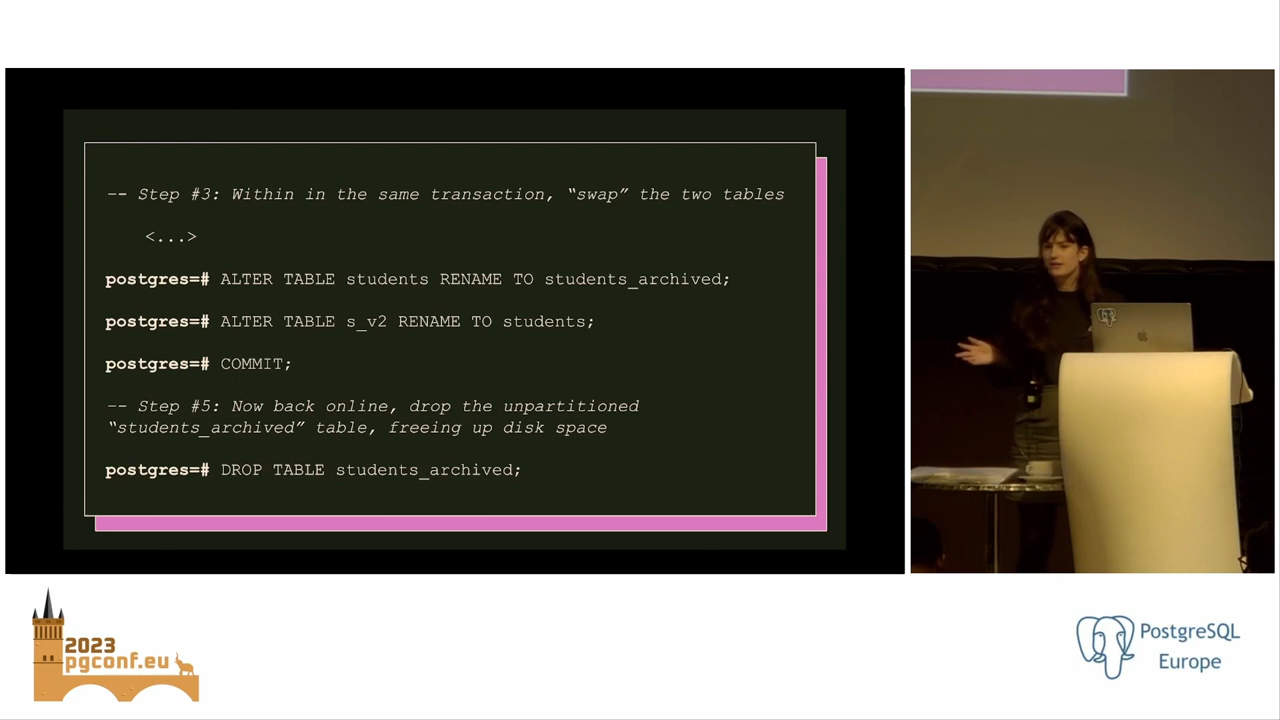 -- Step #3: Within in the same transaction, “swap” the two tables
<...>
postgres=# ALTER TABLE students RENAME TO students_archived;
postgres=# ALTER TABLE s_v2 RENAME TO students;
postgres=# COMMIT;
-- Step #5: Now back online, drop the unpartitioned
“students_archived” table, freeing up disk space
postgres=# DROP TABLE students_archived;
2023
pgconf.eu
PostgreSQL
Europe